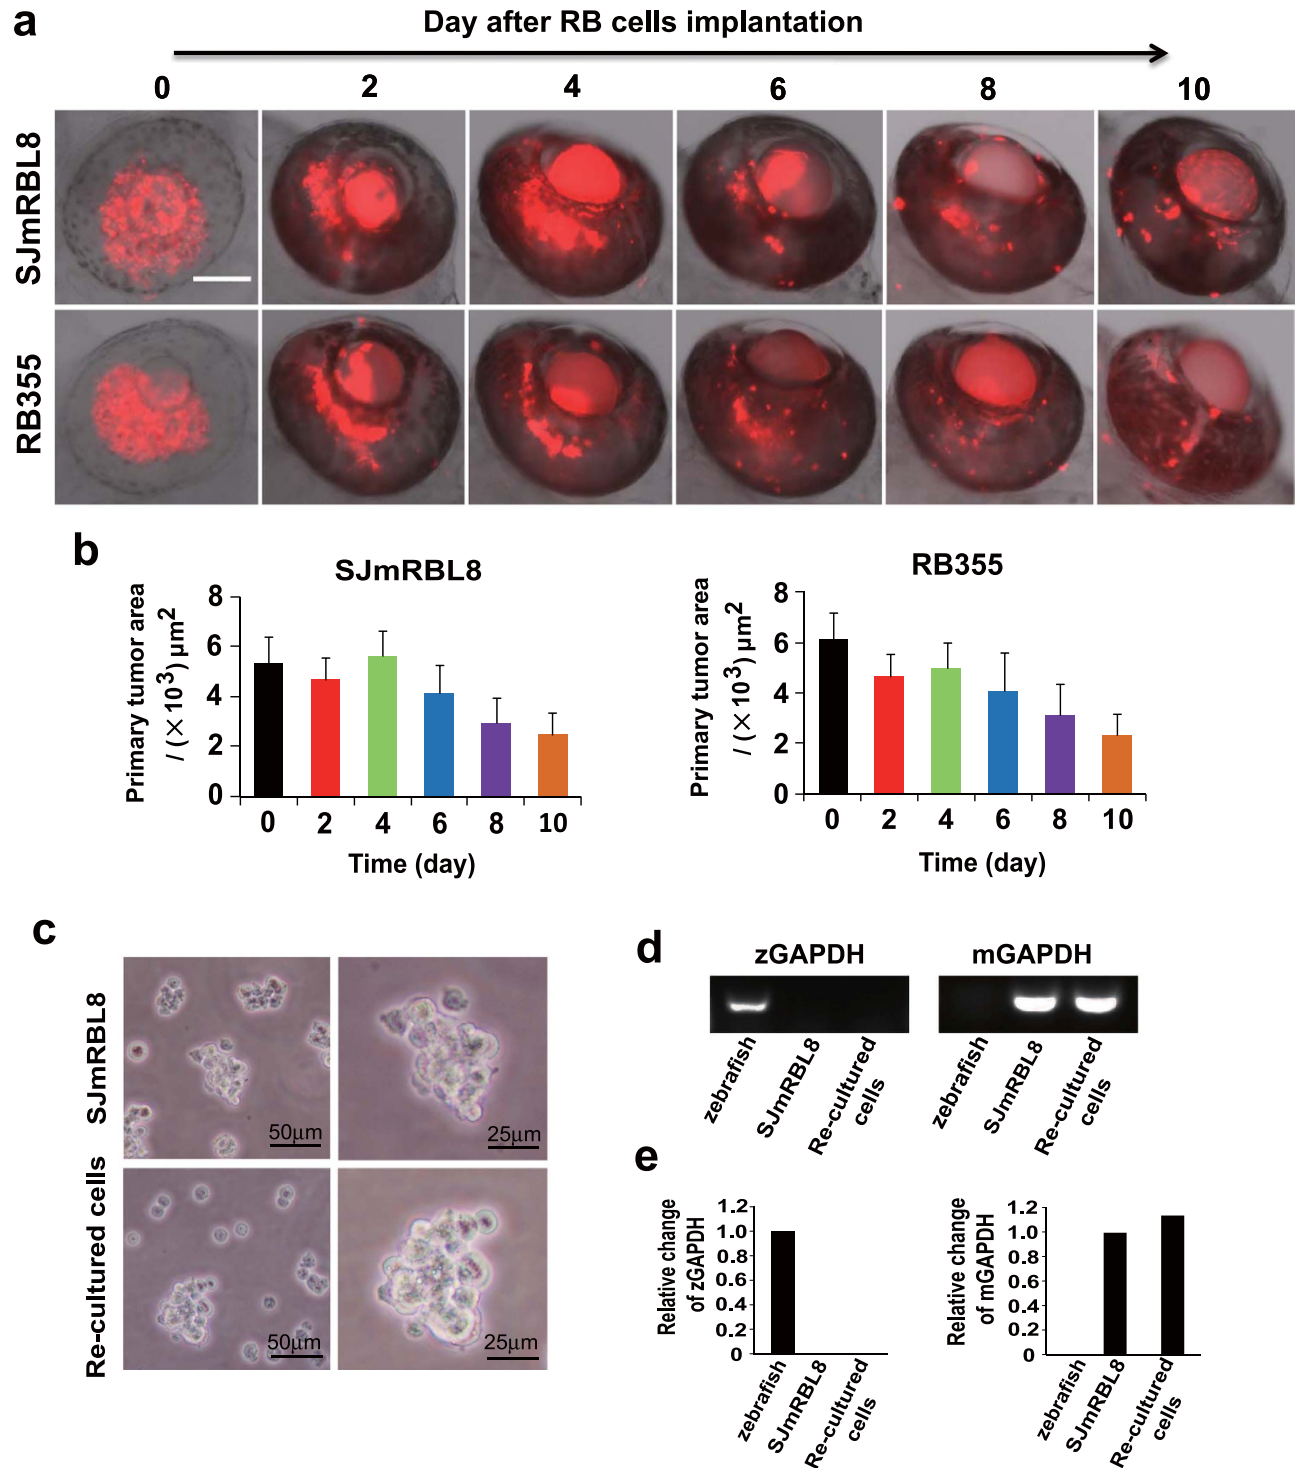 a
Day after RB cells implantation
0 2 4 6 8 10
SJmRBL8
RB355
b
SJmRBL8
Primary tumor area
/ (×10³) μm²
8
6
4
2
0
0 2 4 6 8 10
Time (day)
RB355
Primary tumor area
/ (×10³) μm²
8
6
4
2
0
0 2 4 6 8 10
Time (day)
c
SJmRBL8
50μm
25μm
Re-cultured cells
50μm
25μm
d
zGAPDH
mGAPDH
zebrafish
SJmRBL8
Re-cultured
cells
zebrafish
SJmRBL8
Re-cultured
cells
e
Relative change
of zGAPDH
1.2
1.0
0.8
0.6
0.4
0.2
0
zebrafish
SJmRBL8
Re-cultured
cells
Relative change
of mGAPDH
1.2
1.0
0.8
0.6
0.4
0.2
0
zebrafish
SJmRBL8
Re-cultured
cells